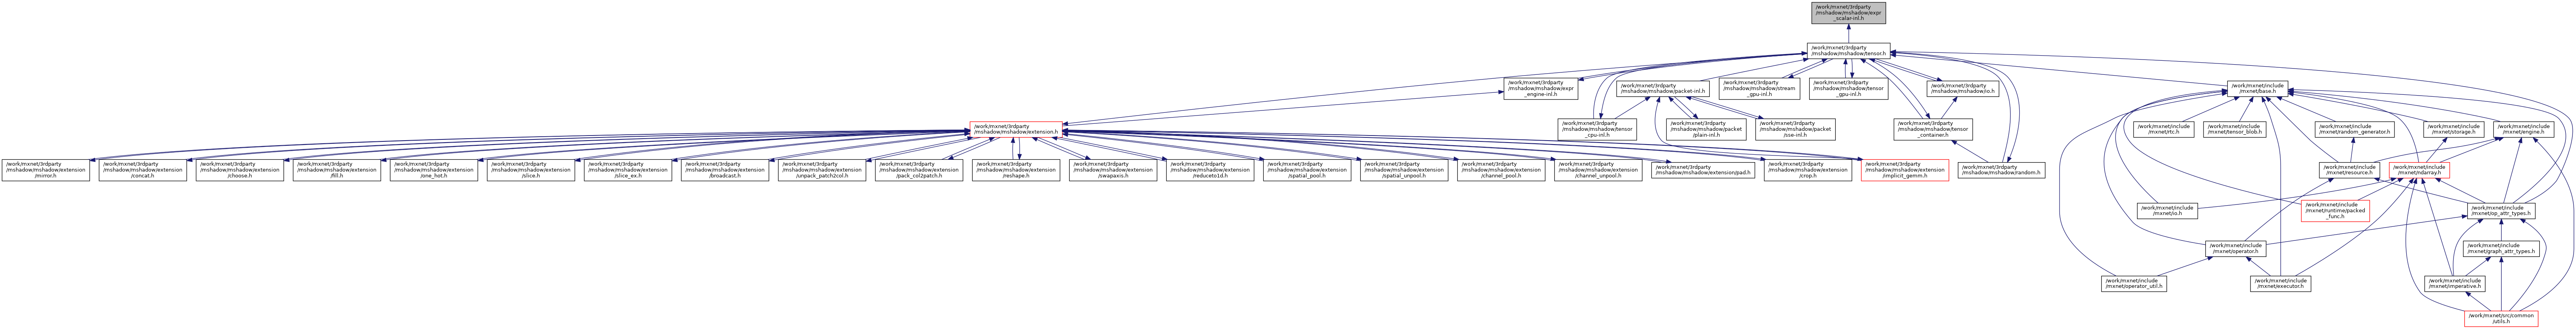 /work/mxnet/3rdparty
/mshadow/mshadow/expr
_scalar-inl.h
/work/mxnet/3rdparty
/mshadow/mshadow/tensor.h
/work/mxnet/3rdparty
/mshadow/mshadow/expr
_engine-inl.h
/work/mxnet/3rdparty
/mshadow/mshadow/packet-inl.h
/work/mxnet/3rdparty
/mshadow/mshadow/stream
_gpu-inl.h
/work/mxnet/3rdparty
/mshadow/mshadow/tensor
_gpu-inl.h
/work/mxnet/3rdparty
/mshadow/mshadow/io.h
/work/mxnet/include
/mxnet/base.h
/work/mxnet/3rdparty
/mshadow/mshadow/extension.h
/work/mxnet/3rdparty
/mshadow/mshadow/tensor
_cpu-inl.h
/work/mxnet/3rdparty
/mshadow/mshadow/packet
/plain-inl.h
/work/mxnet/3rdparty
/mshadow/mshadow/packet
/sse-inl.h
/work/mxnet/3rdparty
/mshadow/mshadow/tensor
_container.h
/work/mxnet/include
/mxnet/rtc.h
/work/mxnet/include
/mxnet/tensor_blob.h
/work/mxnet/include
/mxnet/random_generator.h
/work/mxnet/include
/mxnet/storage.h
/work/mxnet/include
/mxnet/engine.h
/work/mxnet/3rdparty
/mshadow/mshadow/extension
/mirror.h
/work/mxnet/3rdparty
/mshadow/mshadow/extension
/concat.h
/work/mxnet/3rdparty
/mshadow/mshadow/extension
/choose.h
/work/mxnet/3rdparty
/mshadow/mshadow/extension
/fill.h
/work/mxnet/3rdparty
/mshadow/mshadow/extension
/one_hot.h
/work/mxnet/3rdparty
/mshadow/mshadow/extension
/slice.h
/work/mxnet/3rdparty
/mshadow/mshadow/extension
/slice_ex.h
/work/mxnet/3rdparty
/mshadow/mshadow/extension
/broadcast.h
/work/mxnet/3rdparty
/mshadow/mshadow/extension
/unpack_patch2col.h
/work/mxnet/3rdparty
/mshadow/mshadow/extension
/pack_col2patch.h
/work/mxnet/3rdparty
/mshadow/mshadow/extension
/reshape.h
/work/mxnet/3rdparty
/mshadow/mshadow/extension
/swapaxis.h
/work/mxnet/3rdparty
/mshadow/mshadow/extension
/reduceto1d.h
/work/mxnet/3rdparty
/mshadow/mshadow/extension
/spatial_pool.h
/work/mxnet/3rdparty
/mshadow/mshadow/extension
/spatial_unpool.h
/work/mxnet/3rdparty
/mshadow/mshadow/extension
/channel_pool.h
/work/mxnet/3rdparty
/mshadow/mshadow/extension
/channel_unpool.h
/work/mxnet/3rdparty
/mshadow/mshadow/extension/pad.h
/work/mxnet/3rdparty
/mshadow/mshadow/extension
/crop.h
/work/mxnet/3rdparty
/mshadow/mshadow/extension
/implicit_gemm.h
/work/mxnet/3rdparty
/mshadow/mshadow/random.h
/work/mxnet/include
/mxnet/resource.h
/work/mxnet/include
/mxnet/ndarray.h
/work/mxnet/include
/mxnet/io.h
/work/mxnet/include
/mxnet/runtime/packed
_func.h
/work/mxnet/include
/mxnet/op_attr_types.h
/work/mxnet/include
/mxnet/operator.h
/work/mxnet/include
/mxnet/graph_attr_types.h
/work/mxnet/include
/mxnet/operator_util.h
/work/mxnet/include
/mxnet/executor.h
/work/mxnet/include
/mxnet/imperative.h
/work/mxnet/src/common
/utils.h